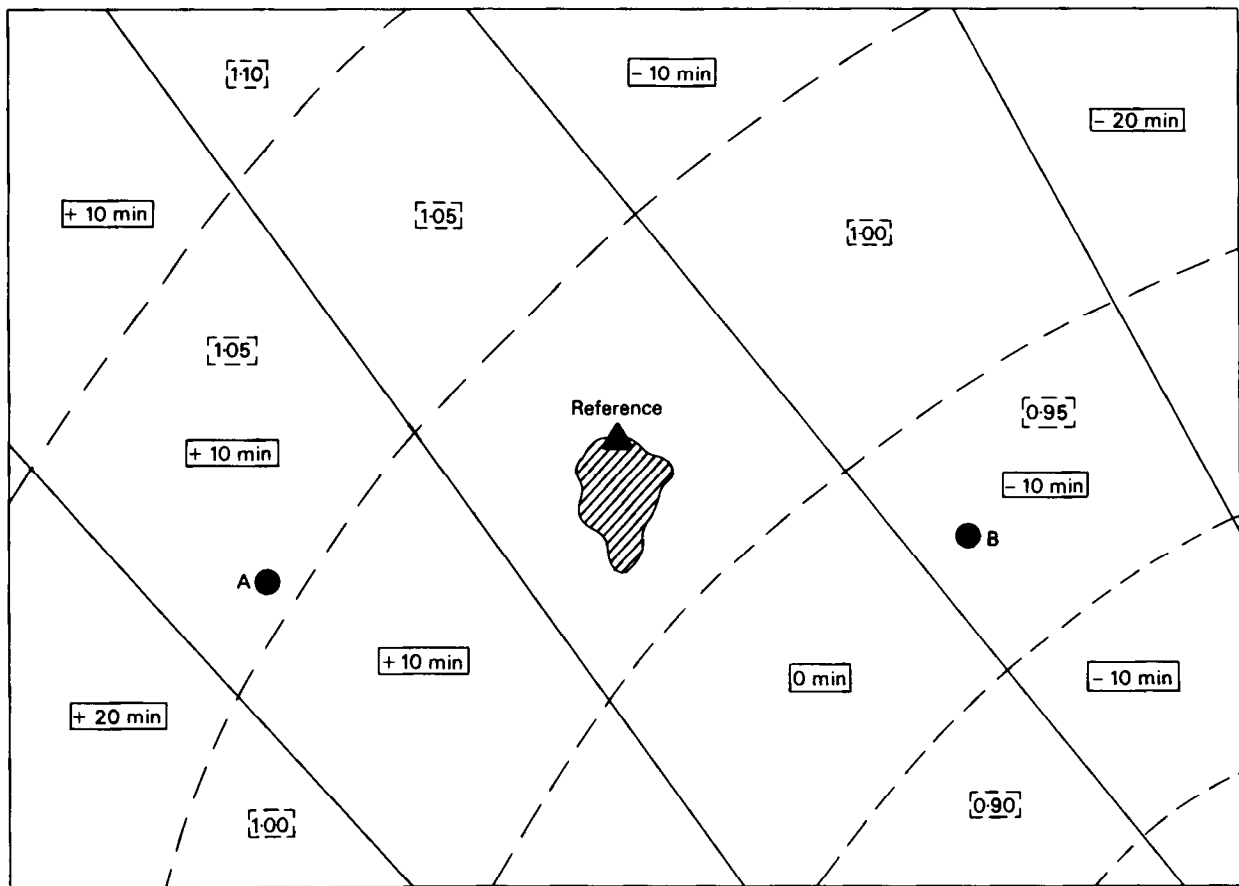 1·10
− 10 min
− 20 min
+ 10 min
1·05
1·00
1·05
Reference
0·95
+ 10 min
− 10 min
B
A
+ 10 min
0 min
− 10 min
+ 20 min
0·90
1·00